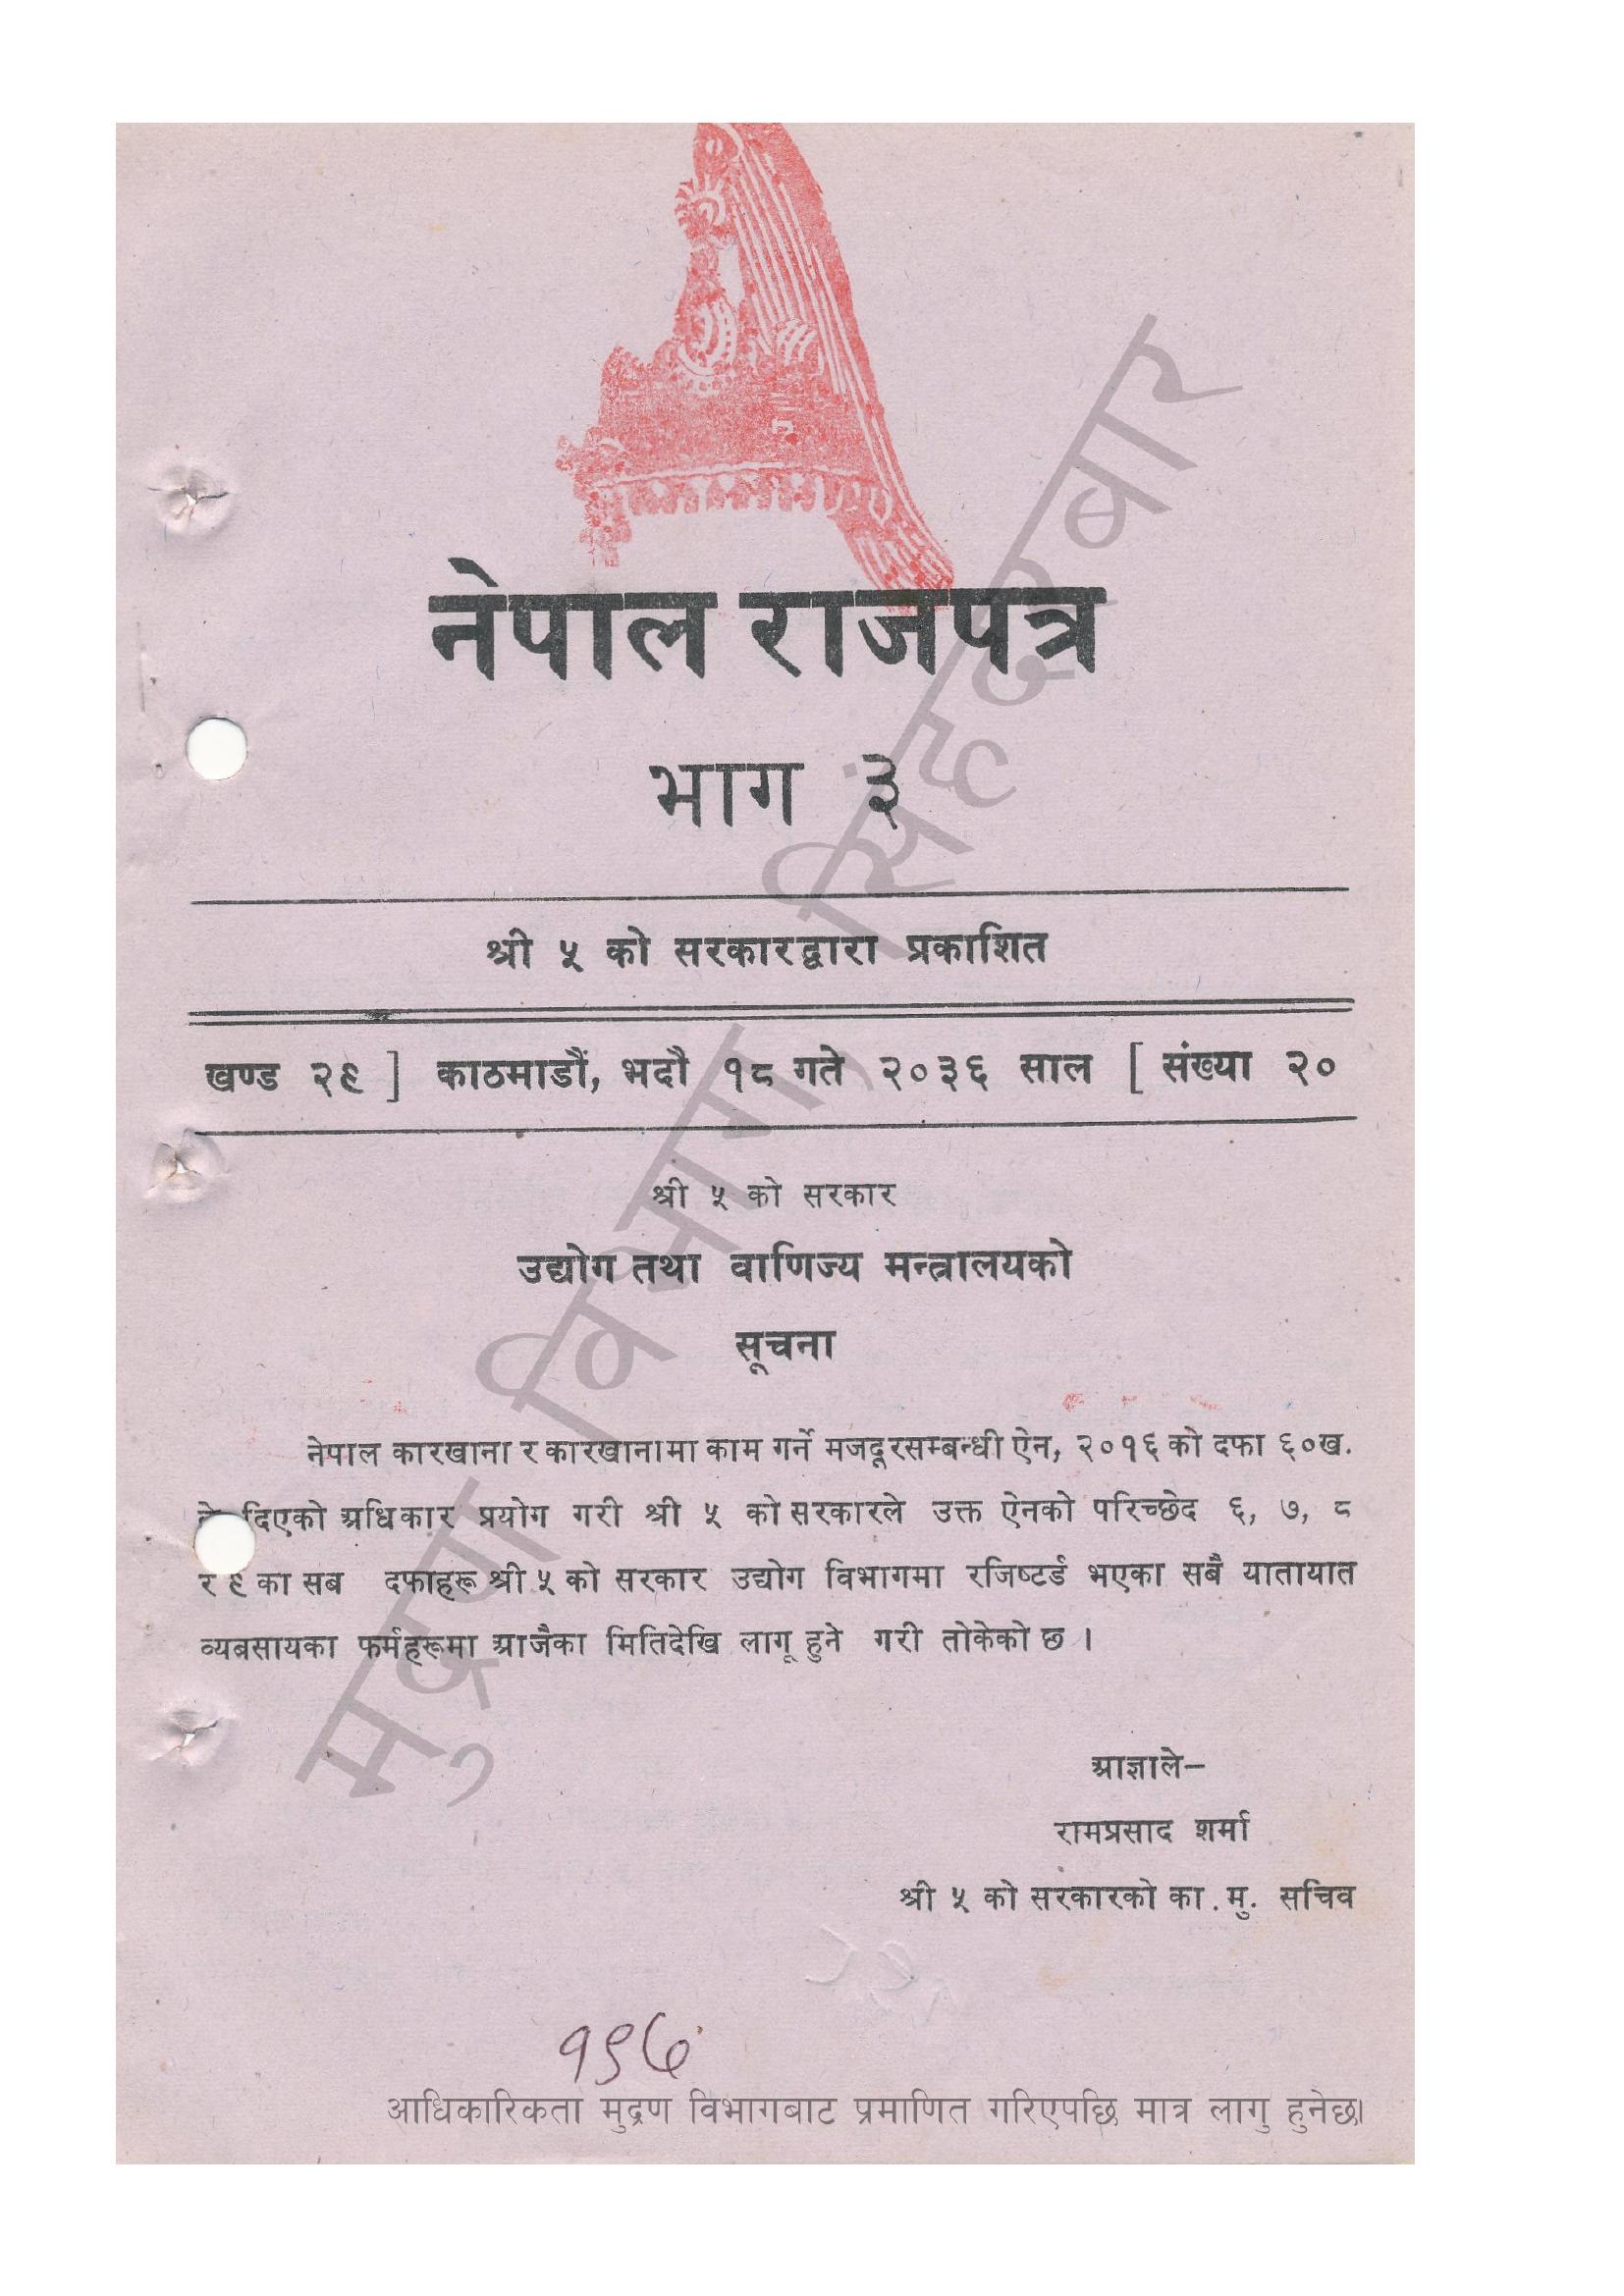 नेपाल राजपत्र
भाग ३
श्री ५ को सरकारद्वारा प्रकाशित
खण्ड २९ ] काठमाडौं, भदौ १८ गते २०३६ साल [ संख्या २०
श्री ५ को सरकार
उद्योग तथा वाणिज्य मन्त्रालयको
सूचना
नेपाल कारखाना र कारखानामा काम गर्ने मजदूरसम्बन्धी ऐन, २०१६ को दफा ६०ख.
दिएको अधिकार प्रयोग गरी श्री ५ को सरकारले उक्त ऐनको परिच्छेद ६, ७, ८
र ९ का सब दफाहरू श्री ५ को सरकार उद्योग विभागमा रजिष्टर्ड भएका सबै यातायात
व्यबसायका फर्महरूमा आजैका मितिदेखि लागू हुने गरी तोकेको छ ।
आज्ञाले–
रामप्रसाद शर्मा
श्री ५ को सरकारको का. मु. सचिव
मुद्रण विभाग, सिंहदरबार
आधिकारिकता मुद्रण विभागबाट प्रमाणित गरिएपछि मात्र लागु हुनेछ।